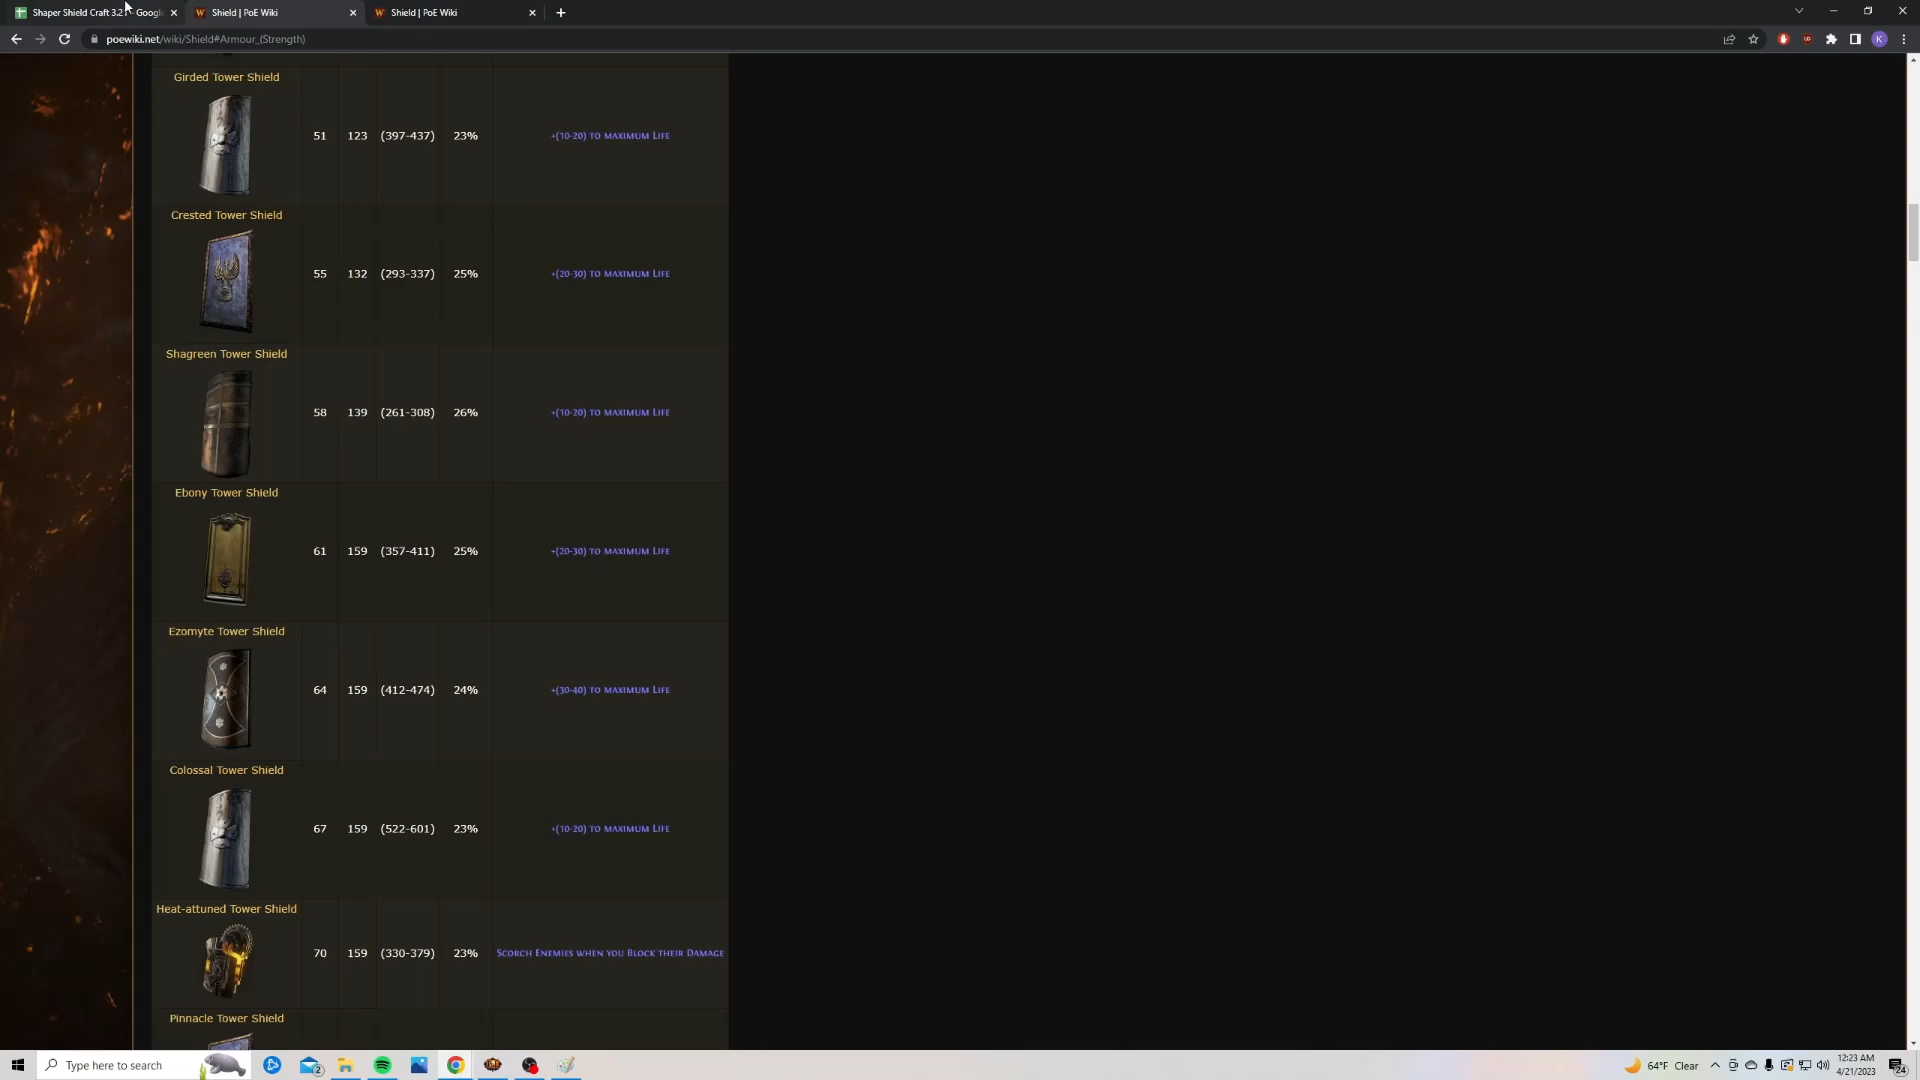 Shaper Shield Craft 3.21 - Google
Shield | PoE Wiki
Shield | PoE Wiki
poewiki.net/wiki/Shield#Armour_(Strength)
K
Girded Tower Shield
51 123 (397-437) 23% +(10-20) to maximum Life
Crested Tower Shield
55 132 (293-337) 25% +(20-30) to maximum Life
Shagreen Tower Shield
58 139 (261-308) 26% +(10-20) to maximum Life
Ebony Tower Shield
61 159 (357-411) 25% +(20-30) to maximum Life
Ezomyte Tower Shield
64 159 (412-474) 24% +(30-40) to maximum Life
Colossal Tower Shield
67 159 (522-601) 23% +(10-20) to maximum Life
Heat-attuned Tower Shield
70 159 (330-379) 23% Scorch Enemies when you Block their Damage
Pinnacle Tower Shield
Type here to search
2
64°F Clear
12:23 AM
4/21/2023
24